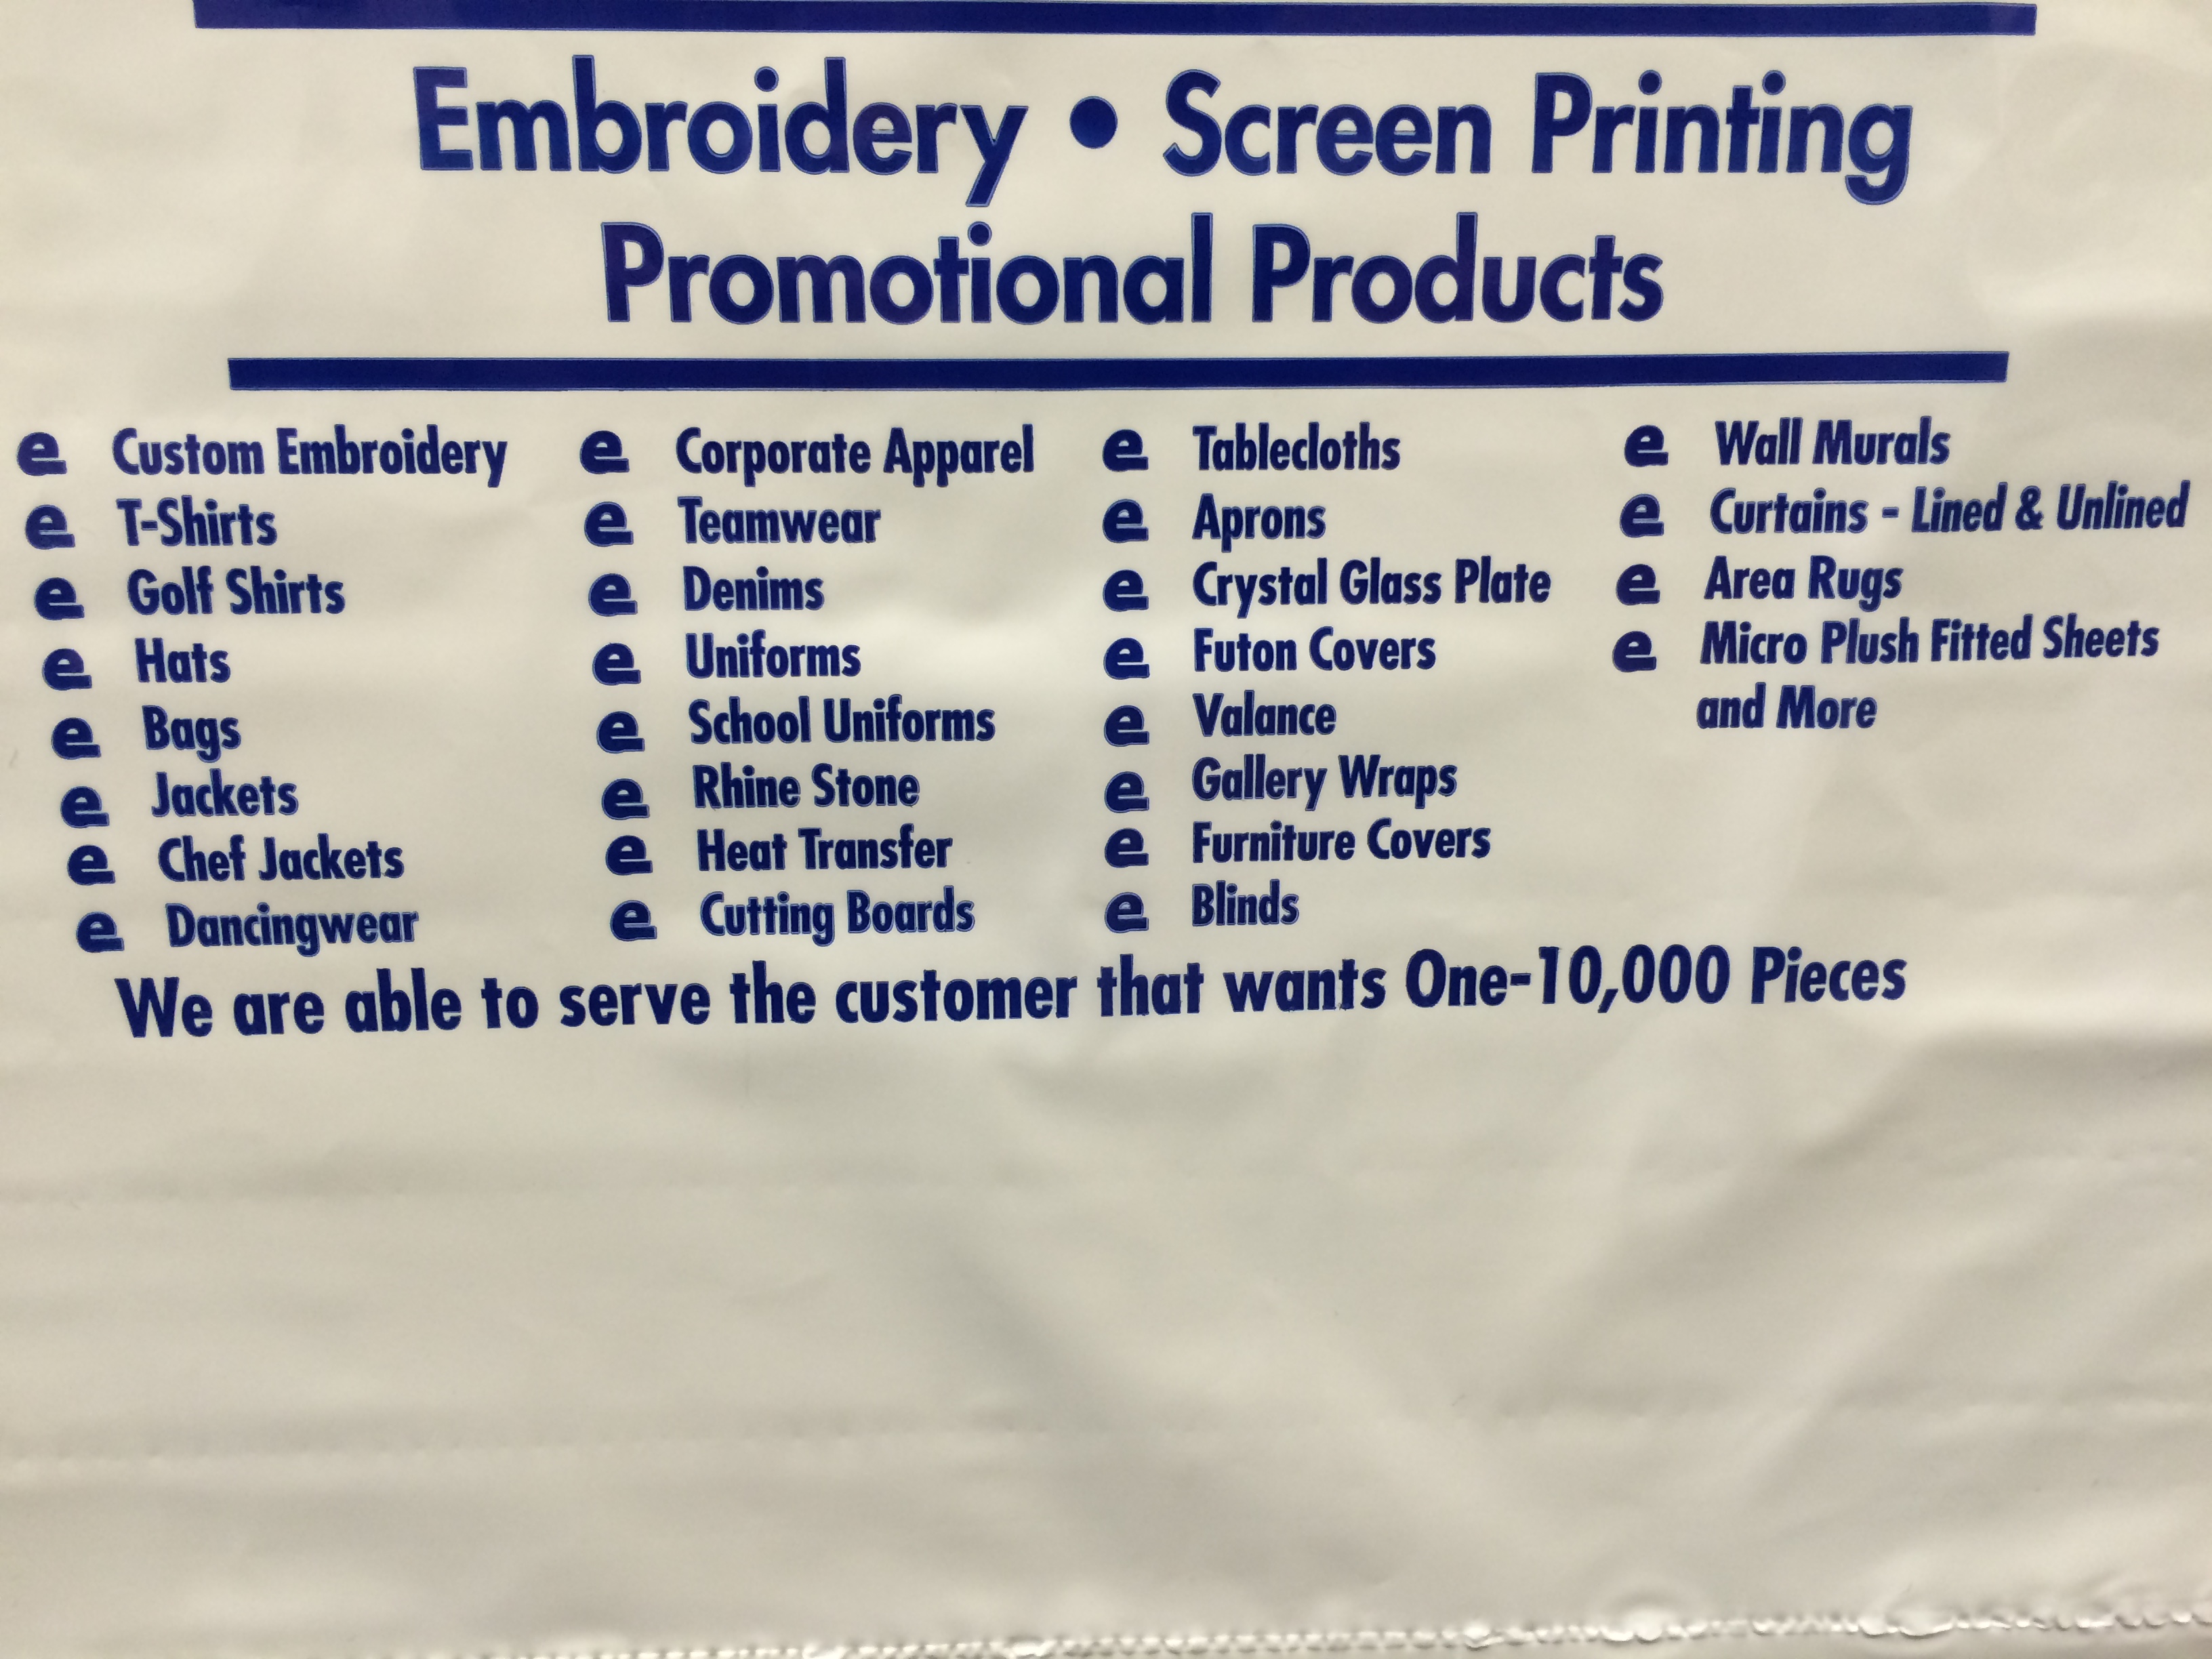 Embroidery • Screen Printing
Promotional Products
e Custom Embroidery
e T-Shirts
e Golf Shirts
e Hats
e Bags
e Jackets
e Chef Jackets
e Dancingwear
e Corporate Apparel
e Teamwear
e Denims
e Uniforms
e School Uniforms
e Rhine Stone
e Heat Transfer
e Cutting Boards
e Tablecloths
e Aprons
e Crystal Glass Plate
e Futon Covers
e Valance
e Gallery Wraps
e Furniture Covers
e Blinds
e Wall Murals
e Curtains - Lined & Unlined
e Area Rugs
e Micro Plush Fitted Sheets
and More
We are able to serve the customer that wants One-10,000 Pieces